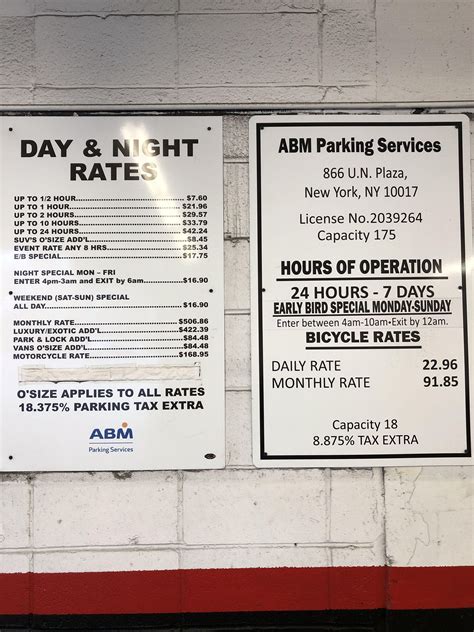 DAY & NIGHT
RATES
UP TO 1/2 HOUR..............................$7.60
UP TO 1 HOUR................................$21.96
UP TO 2 HOURS..............................$29.57
UP TO 10 HOURS............................$33.79
UP TO 24 HOURS............................$42.24
SUV'S O'SIZE ADD'L.........................$8.45
EVENT RATE ANY 8 HRS..................$25.34
E/B SPECIAL....................................$17.75
NIGHT SPECIAL MON – FRI
ENTER 4pm-3am and EXIT by 6am..........$16.90
WEEKEND (SAT-SUN) SPECIAL
ALL DAY..........................................$16.90
MONTHLY RATE..............................$506.86
LUXURY/EXOTIC ADD'L..................$422.39
PARK & LOCK ADD'L.......................$84.48
VANS O'SIZE ADD'L.........................$84.48
MOTORCYCLE RATE.......................$168.95
O'SIZE APPLIES TO ALL RATES
18.375% PARKING TAX EXTRA
ABM
Parking Services
ABM Parking Services
866 U.N. Plaza,
New York, NY 10017
License No.2039264
Capacity 175
HOURS OF OPERATION
24 HOURS - 7 DAYS
EARLY BIRD SPECIAL MONDAY-SUNDAY
Enter between 4am-10am•Exit by 12am.
BICYCLE RATES
DAILY RATE 22.96
MONTHLY RATE 91.85
Capacity 18
8.875% TAX EXTRA